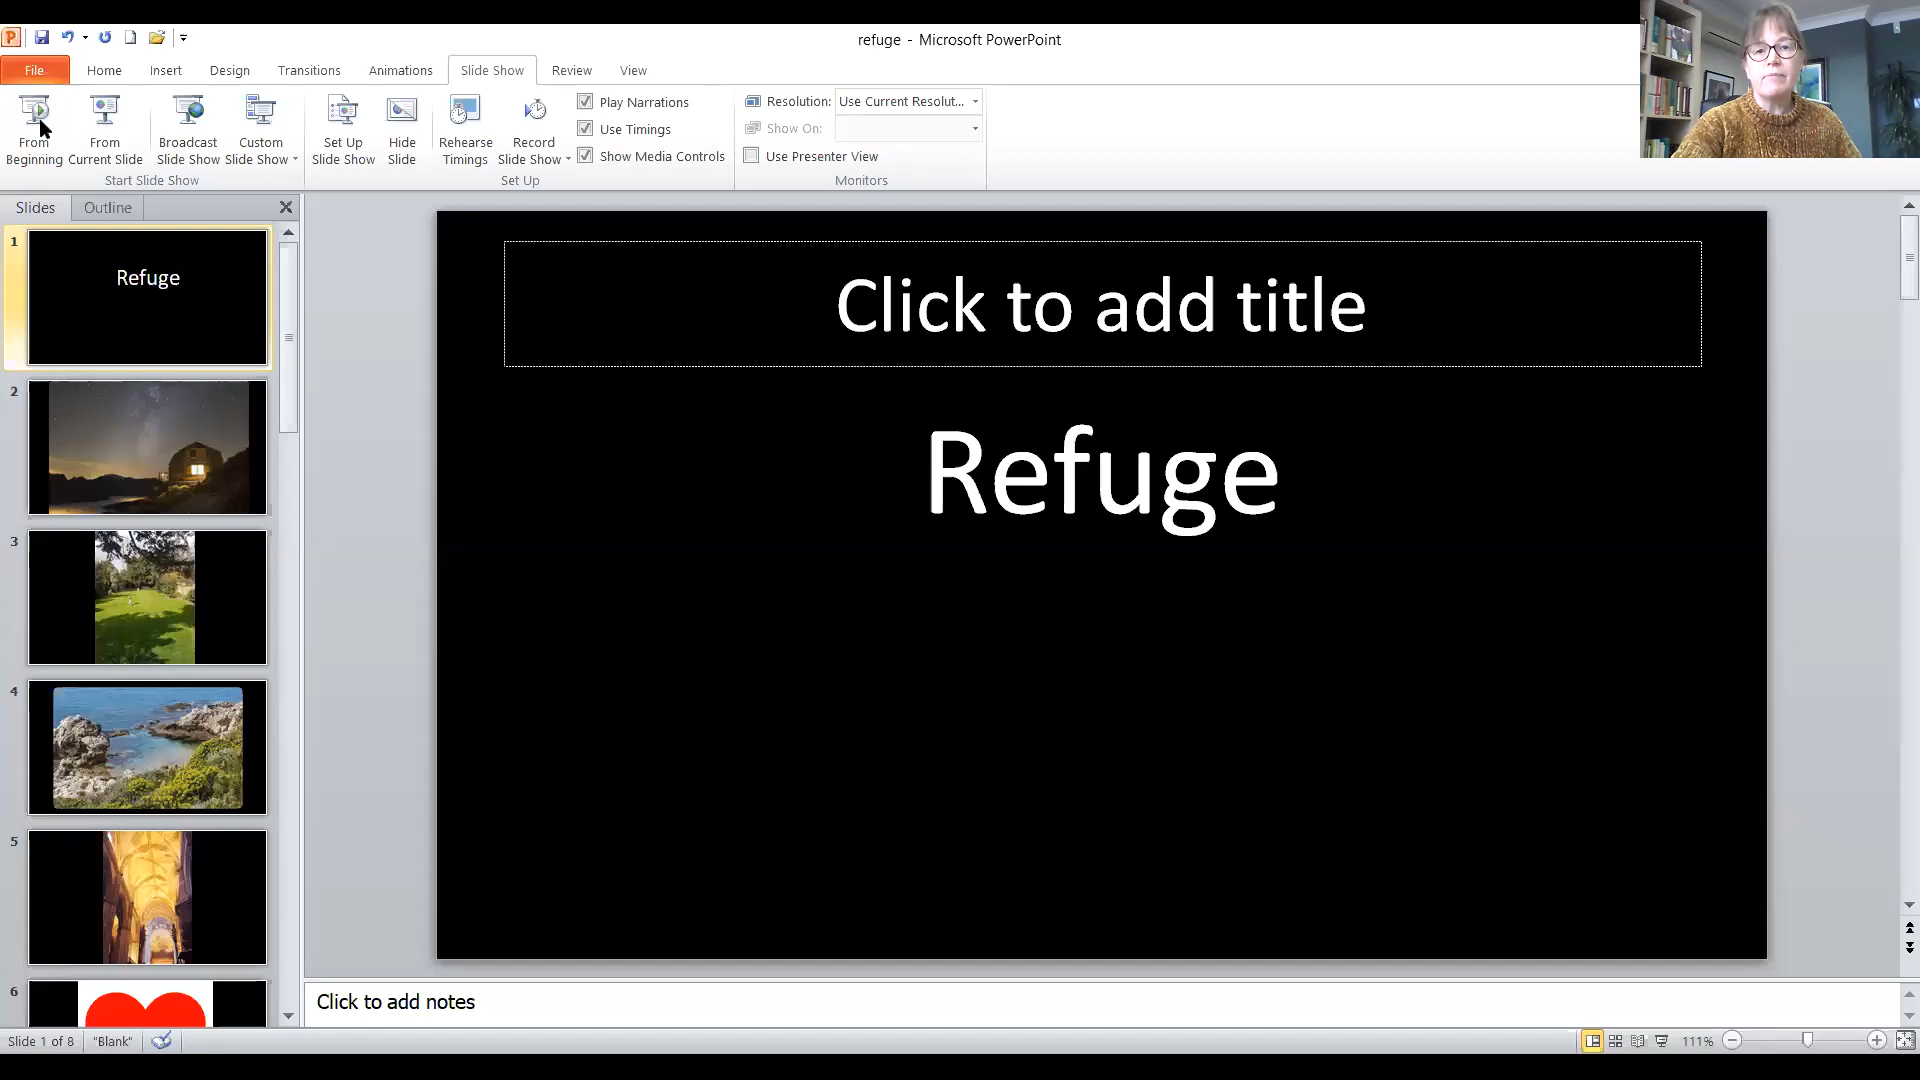 refuge - Microsoft PowerPoint
File Home Insert Design Transitions Animations Slide Show Review View
From Beginning
From Current Slide
Broadcast Slide Show
Custom Slide Show
Start Slide Show
Set Up Slide Show
Hide Slide
Rehearse Timings
Record Slide Show
Play Narrations
Use Timings
Show Media Controls
Set Up
Resolution: Use Current Resolut...
Show On:
Use Presenter View
Monitors
Slides Outline
1
Refuge
2
3
4
5
6
Click to add title
Refuge
Click to add notes
Slide 1 of 8 "Blank" 111%